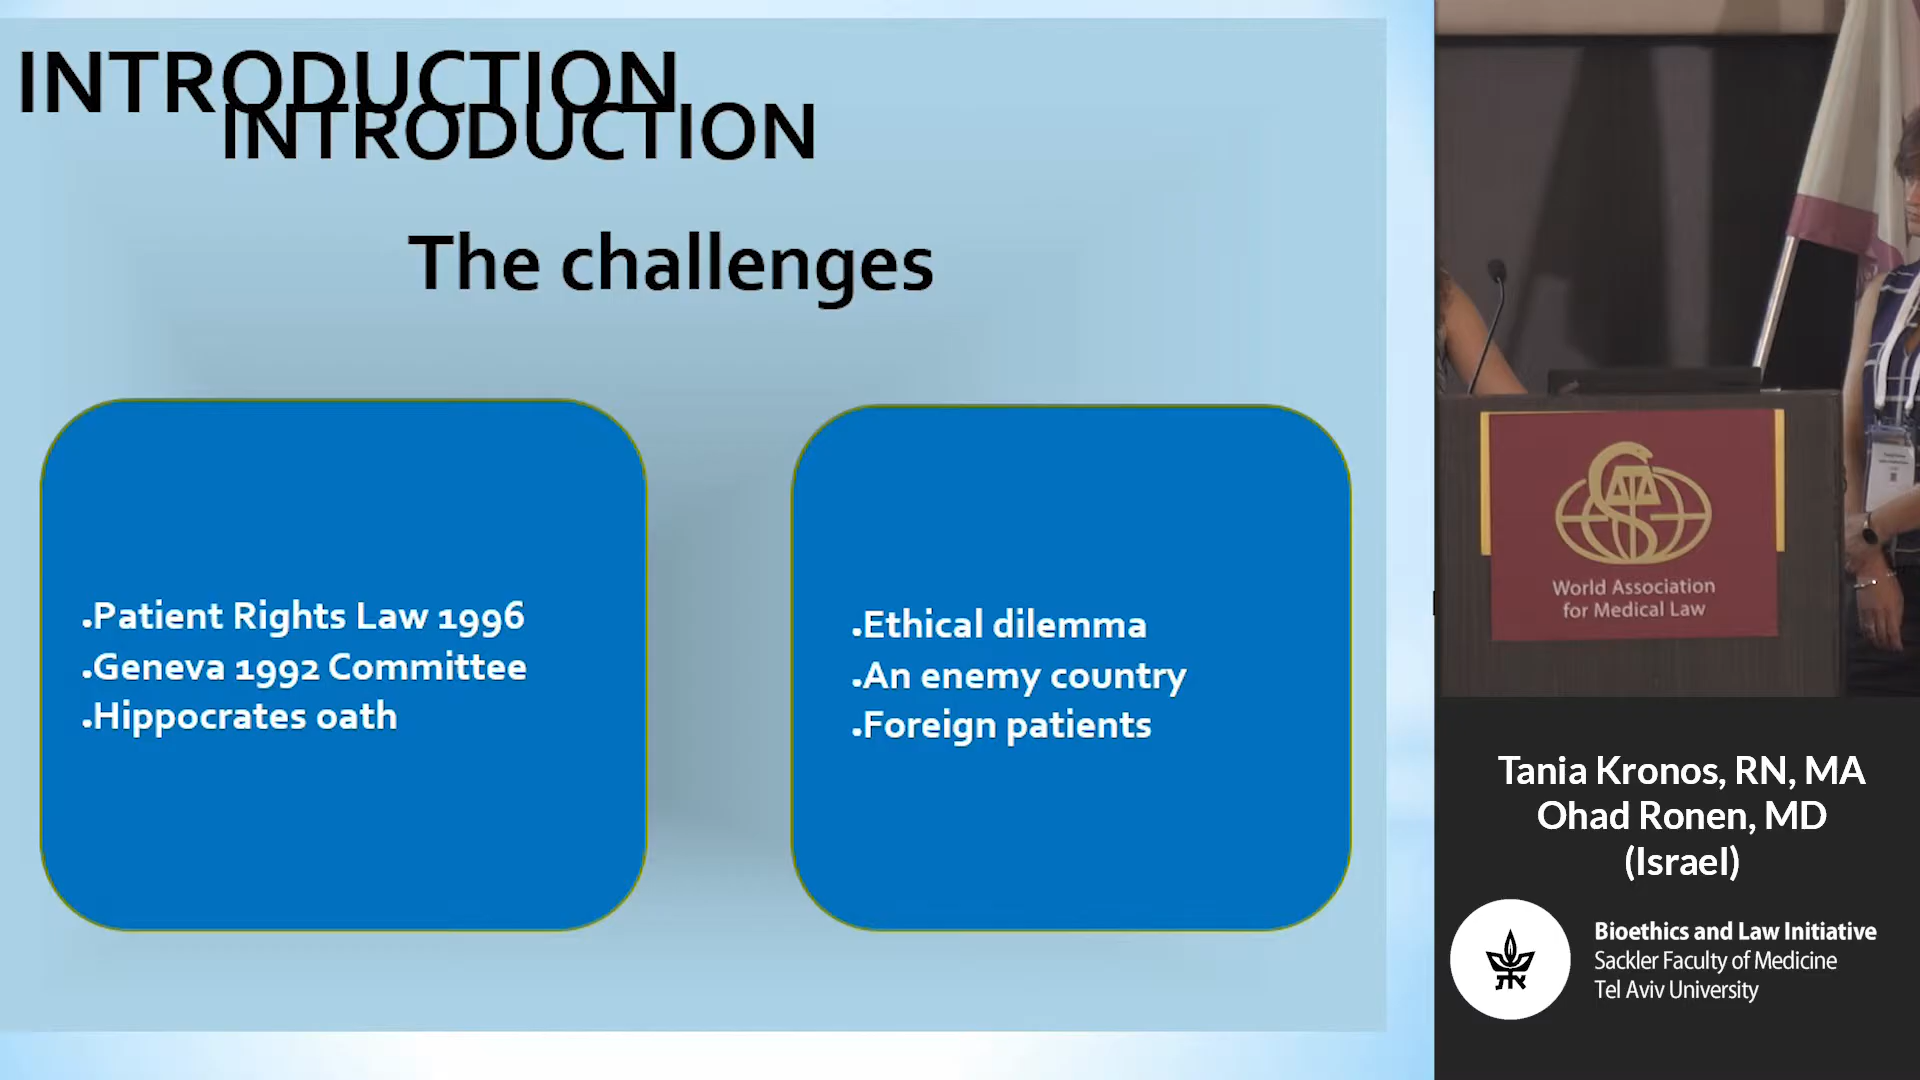 INTRODUCTION
INTRODUCTION
The challenges
.Patient Rights Law 1996
.Geneva 1992 Committee
.Hippocrates oath
.Ethical dilemma
.An enemy country
.Foreign patients
World Association
for Medical Law
Tania Kronos, RN, MA
Ohad Ronen, MD
(Israel)
Bioethics and Law Initiative
Sackler Faculty of Medicine
Tel Aviv University